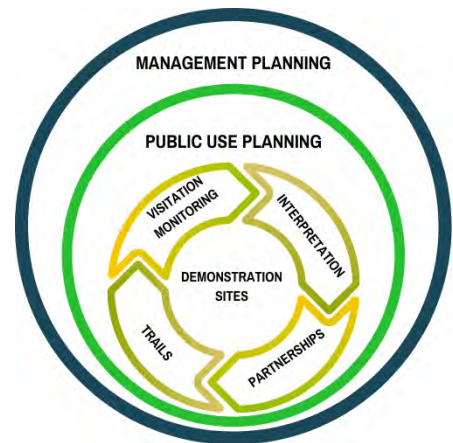 MANAGEMENT PLANNING
PUBLIC USE PLANNING
VISITATION
MONITORING
INTERPRETATION
DEMONSTRATION
SITES
TRAILS
PARTNERSHIPS